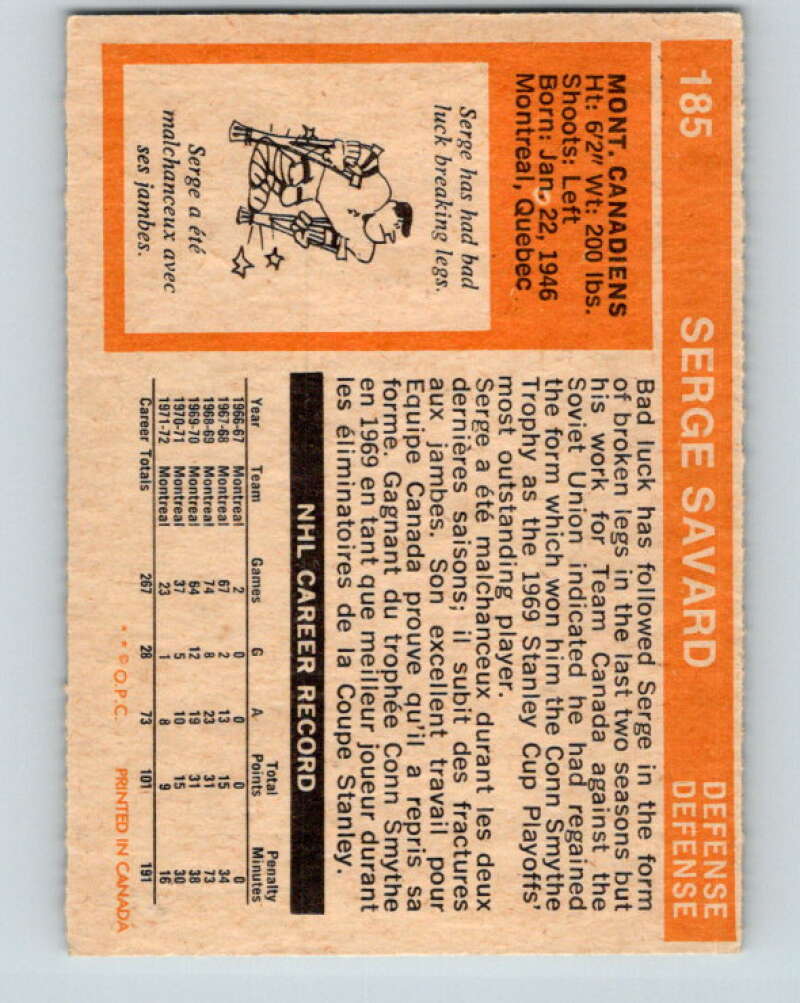 185
SERGE SAVARD
DEFENSE
DEFENSE
MONT. CANADIENS
Ht: 6'2" Wt: 200 lbs.
Shoots: Left
Born: Jan. 22, 1946
Montreal, Quebec
Serge has had bad
luck breaking legs.
Serge a été
malchanceux avec
ses jambes.
Bad luck has followed Serge in the form
of broken legs in the last two seasons but
his work for Team Canada against the
Soviet Union indicated he had regained
the form which won him the Conn Smythe
Trophy as the 1969 Stanley Cup Playoffs'
most outstanding player.
Serge a été malchanceux durant les deux
dernières saisons; il subit des fractures
aux jambes. Son excellent travail pour
Equipe Canada prouve qu'il a repris sa
forme. Gagnant du trophée Conn Smythe
en 1969 en tant que meilleur joueur durant
les éliminatoires de la Coupe Stanley.
NHL CAREER RECORD
Year Team Games G A Total Points Penalty Minutes
1966-67 Montreal 2 0 0 0 0
1967-68 Montreal 67 2 13 15 34
1968-69 Montreal 74 8 23 31 73
1969-70 Montreal 64 12 19 31 38
1970-71 Montreal 37 5 10 15 30
1971-72 Montreal 23 1 8 9 16
Career Totals 267 28 73 101 191
* * © O.P.C. PRINTED IN CANADA